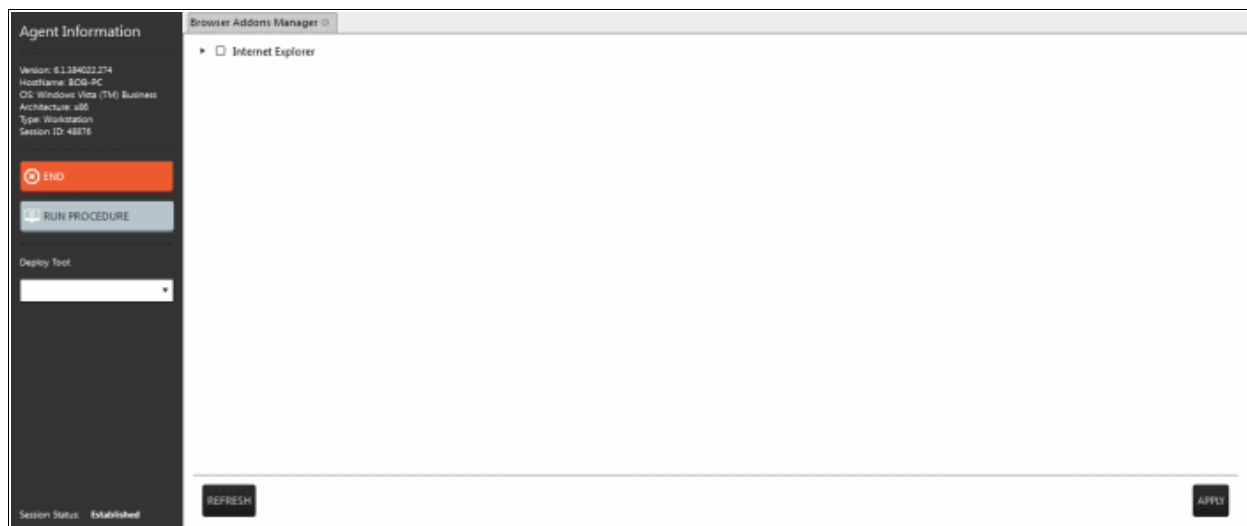 Agent Information
Version: 6.1.384022.274
HostName: BOB-PC
OS: Windows Vista (TM) Business
Architecture: x86
Type: Workstation
Session ID: 48876
END
RUN PROCEDURE
Deploy Tool:
Session Status: Established
Browser Addons Manager
Internet Explorer
REFRESH
APPLY